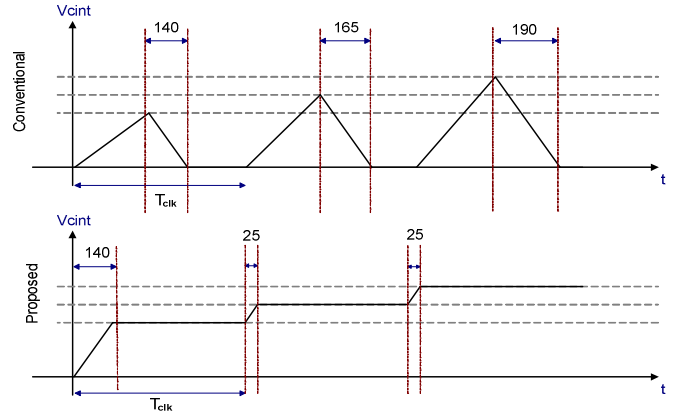 Vcint
140
165
190
Conventional
t
Tclk
Vcint
140
25
25
Proposed
t
Tclk